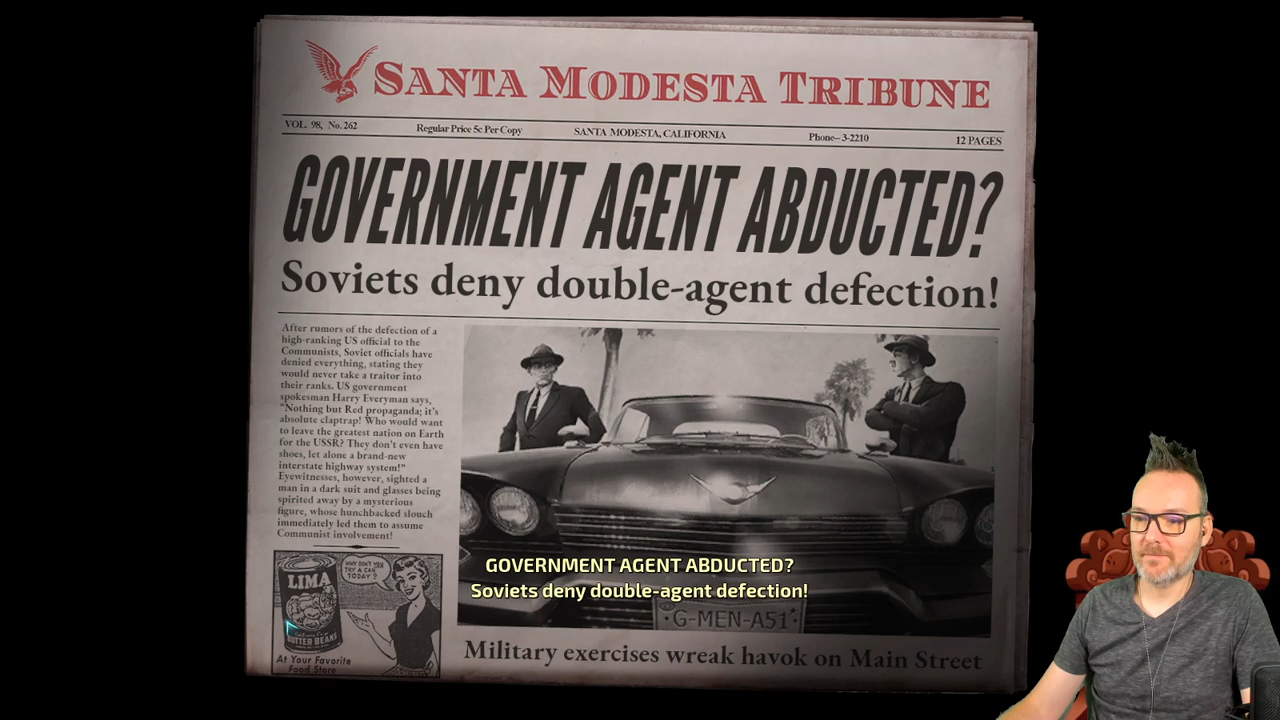 SANTA MODESTA TRIBUNE
VOL. 98, No. 262
Regular Price 5c Per Copy
SANTA MODESTA, CALIFORNIA
Phone-3-2210
12 PAGES
GOVERNMENT AGENT ABDUCTED?
Soviets deny double-agent defection!
After rumors of the defection of a
high-ranking US official to the
Communists, Soviet officials have
denied everything, stating they
would never take a traitor into
their ranks. US government
spokesman Harry Everyman says,
"Nothing but Red propaganda; it's
absolute claptrap! Who would want
to leave the greatest nation on Earth
for the USSR? They don't even have
shoes, let alone a brand-new
interstate highway system!"
Eyewitnesses, however, sighted a
man in a dark suit and glasses being
spirited away by a mysterious
figure, whose hunchbacked slouch
immediately led them to assume
Communist involvement!
WHY DON'T YOU
TRY A CAN
TODAY?
LIMA
BUTTER BEANS
At Your Favorite
Food Store
GOVERNMENT AGENT ABDUCTED?
Soviets deny double-agent defection!
G-MEN-A51
Military exercises wreak havok on Main Street